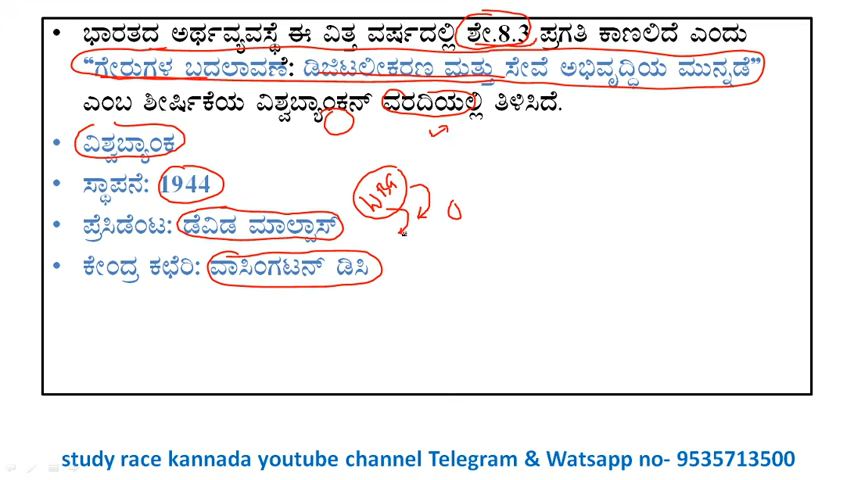 • ಭಾರತದ ಅರ್ಥವ್ಯವಸ್ಥೆ ಈ ವಿತ್ತ ವರ್ಷದಲ್ಲಿ ಶೇ.8.3 ಪ್ರಗತಿ ಕಾಣಲಿದೆ ಎಂದು
“ಗೇರುಗಳ ಬದಲಾವಣೆ: ಡಿಜಿಟಲೀಕರಣ ಮತ್ತು ಸೇವೆ ಅಭಿವೃದ್ಧಿಯ ಮುನ್ನಡೆ”
ಎಂಬ ಶೀರ್ಷಿಕೆಯ ವಿಶ್ವಬ್ಯಾಂಕನ್ ವರದಿಯಲ್ಲಿ ತಿಳಿಸಿದೆ.
• ವಿಶ್ವಬ್ಯಾಂಕ
• ಸ್ಥಾಪನೆ: 1944
WBG
• ಪ್ರೆಸಿಡೆಂಟ: ಡೆವಿಡ ಮಾಲ್ಪಾಸ್
• ಕೇಂದ್ರ ಕಛೆರಿ: ವಾಸಿಂಗಟನ್ ಡಿಸಿ
study race kannada youtube channel Telegram & Watsapp no- 9535713500